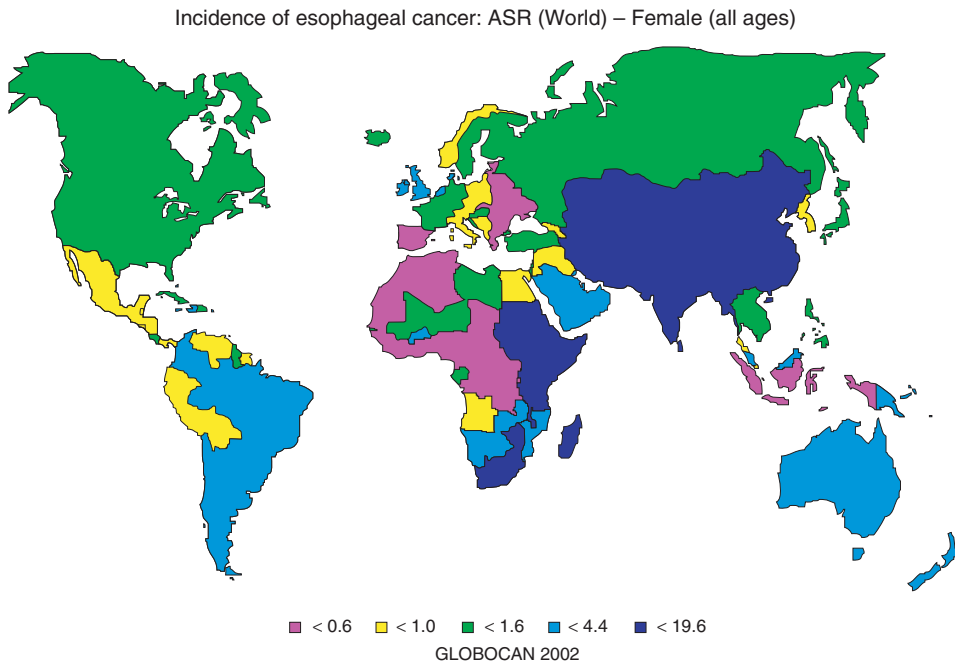 Incidence of esophageal cancer: ASR (World) – Female (all ages)
< 0.6 < 1.0 < 1.6 < 4.4 < 19.6
GLOBOCAN 2002